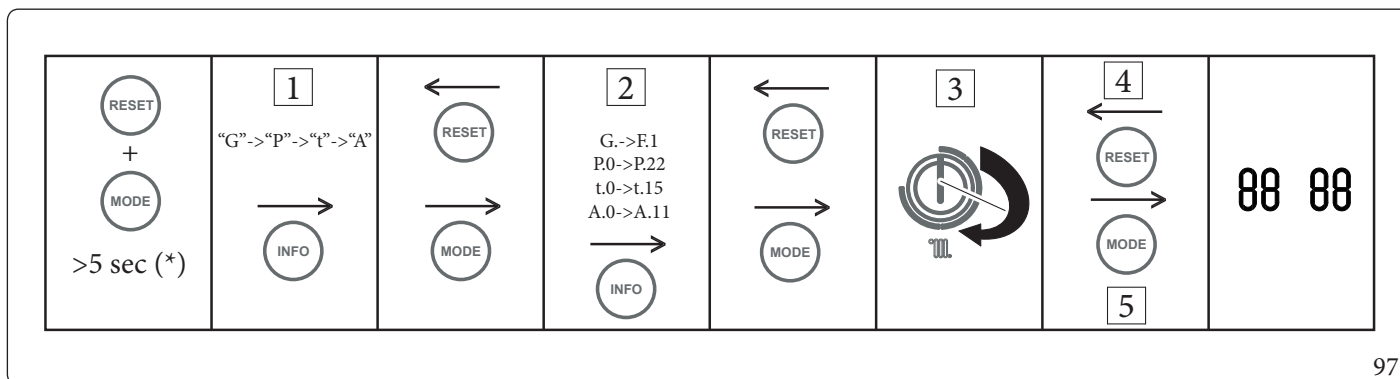 RESET
+
MODE
>5 sec (*)
1
“G”->“P”->“t”->“A”
INFO
RESET
MODE
2
G.->F.1
P.0->P.22
t.0->t.15
A.0->A.11
INFO
RESET
MODE
3
4
RESET
MODE
5
88 88
97